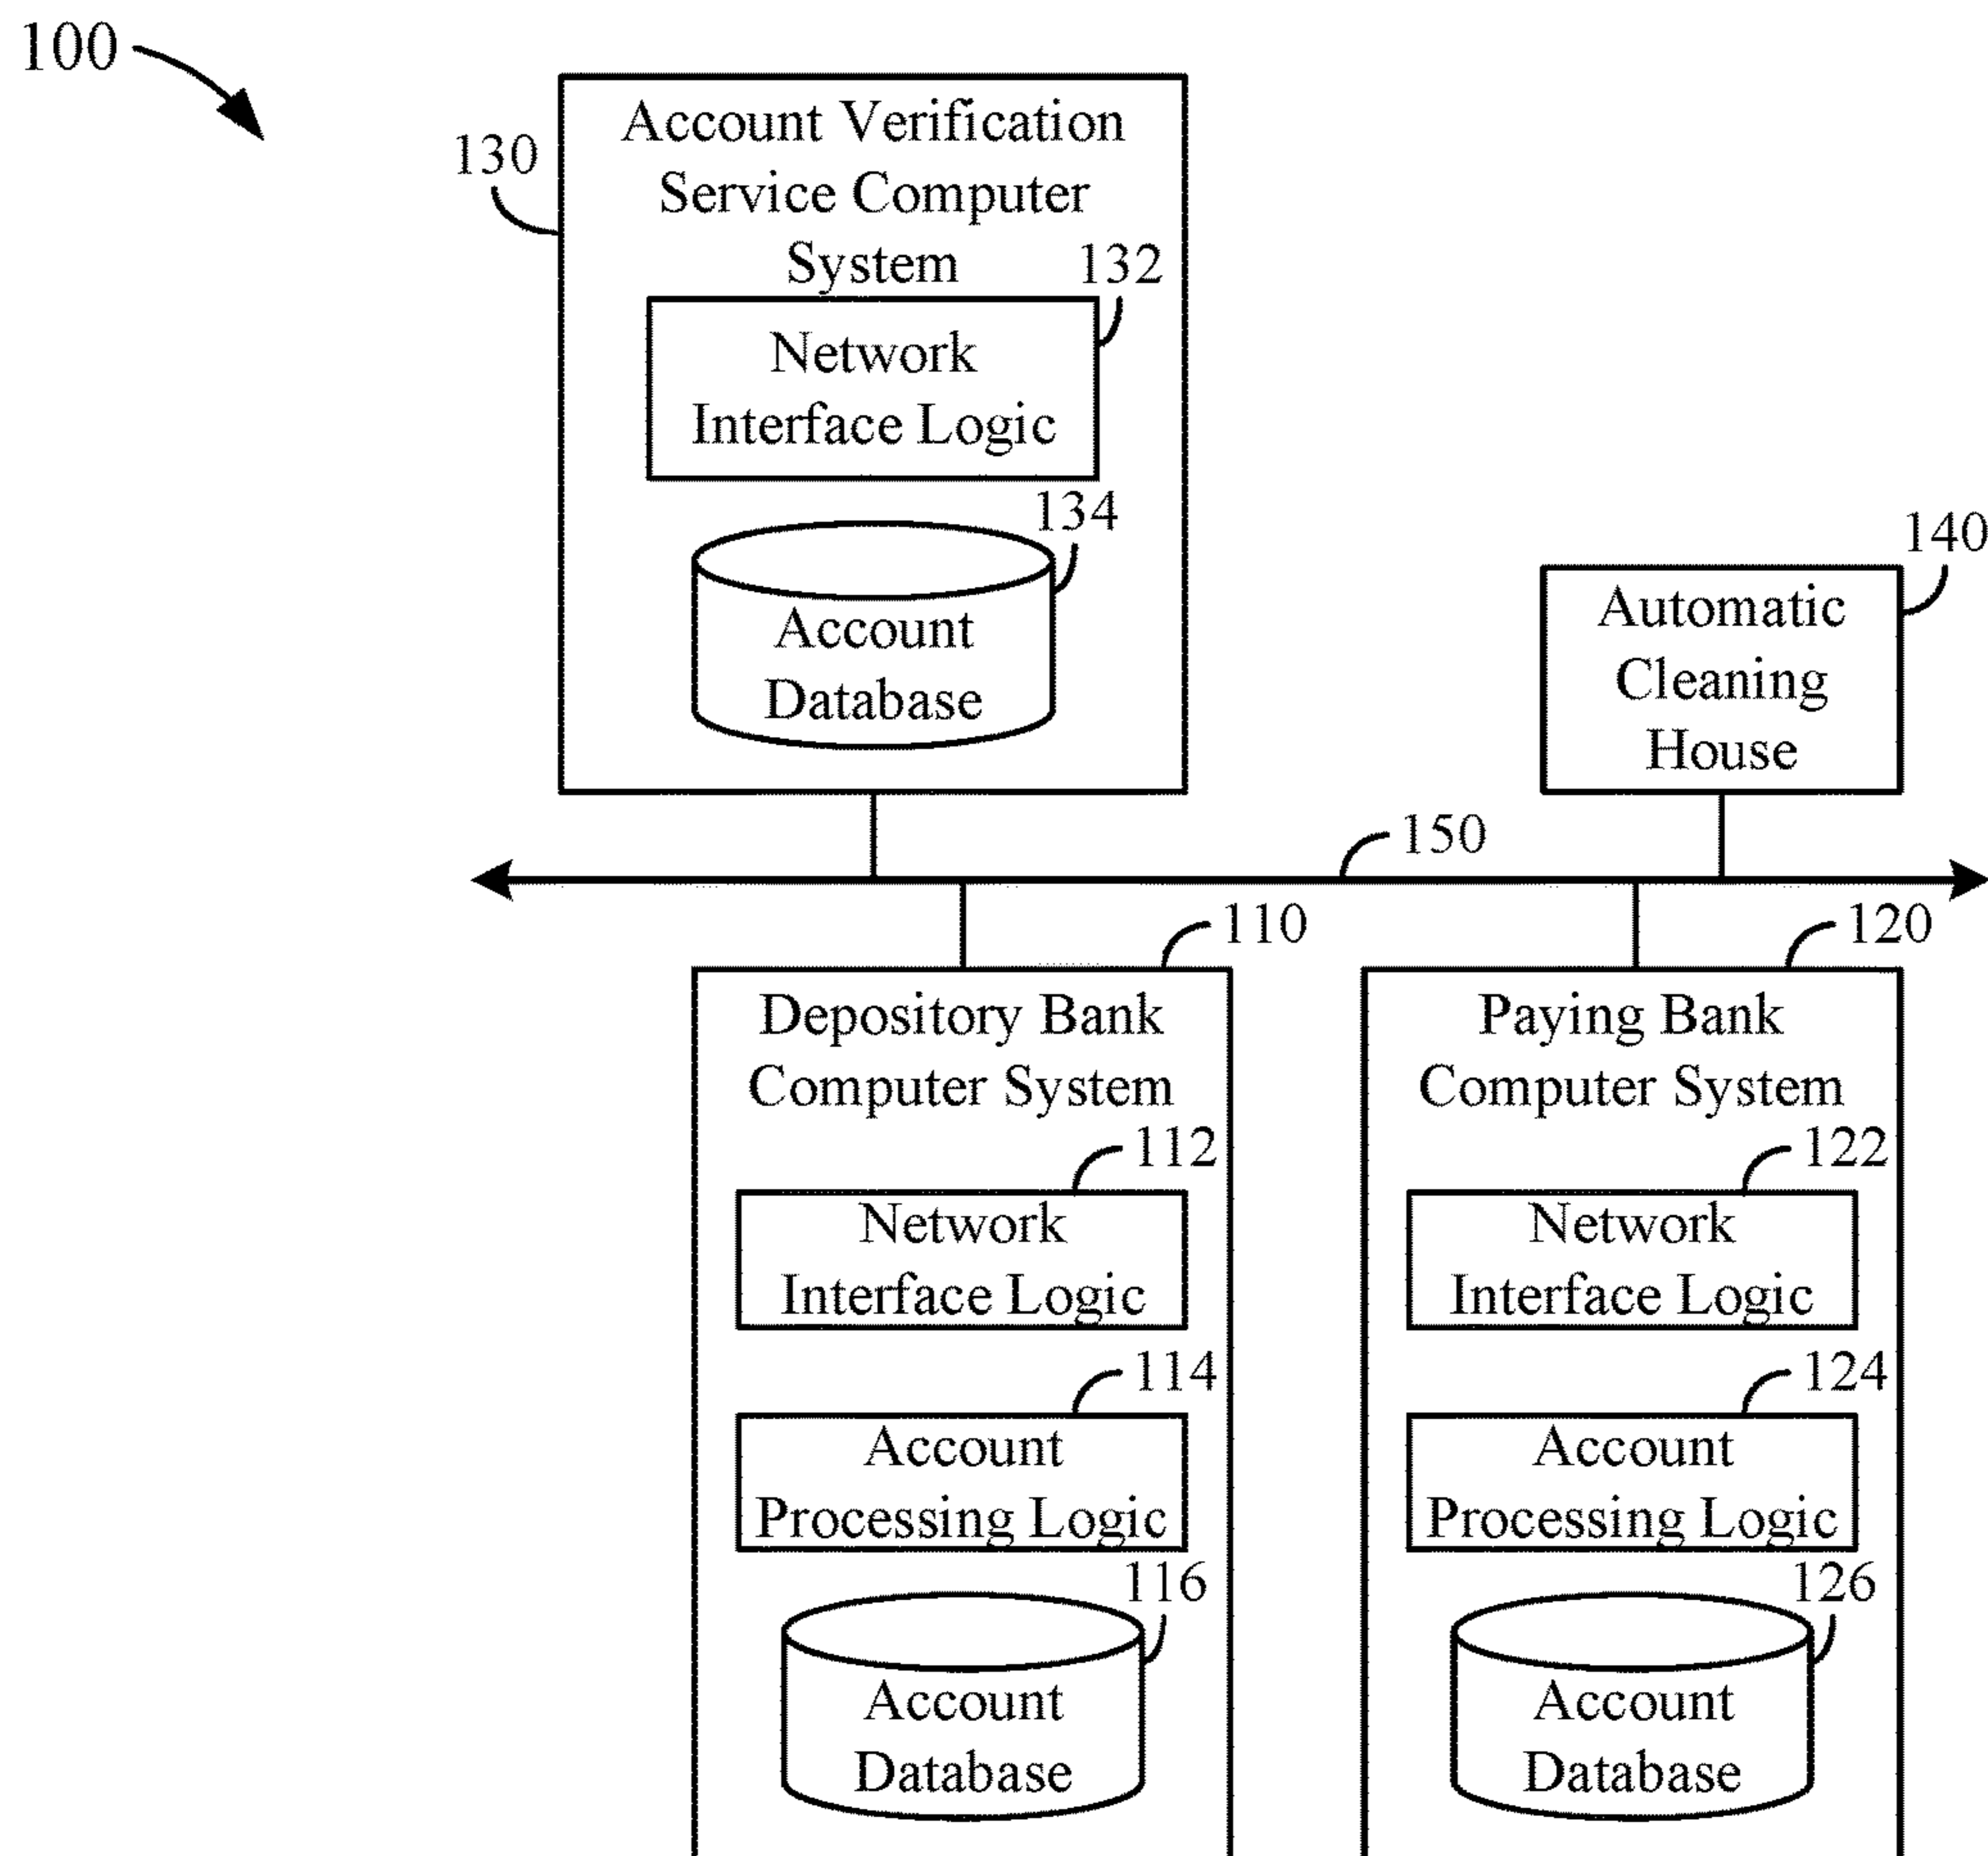 100
130
Account Verification
Service Computer
System
132
Network
Interface Logic
134
Account
Database
140
Automatic
Cleaning
House
150
110
Depository Bank
Computer System
112
Network
Interface Logic
114
Account
Processing Logic
116
Account
Database
120
Paying Bank
Computer System
122
Network
Interface Logic
124
Account
Processing Logic
126
Account
Database